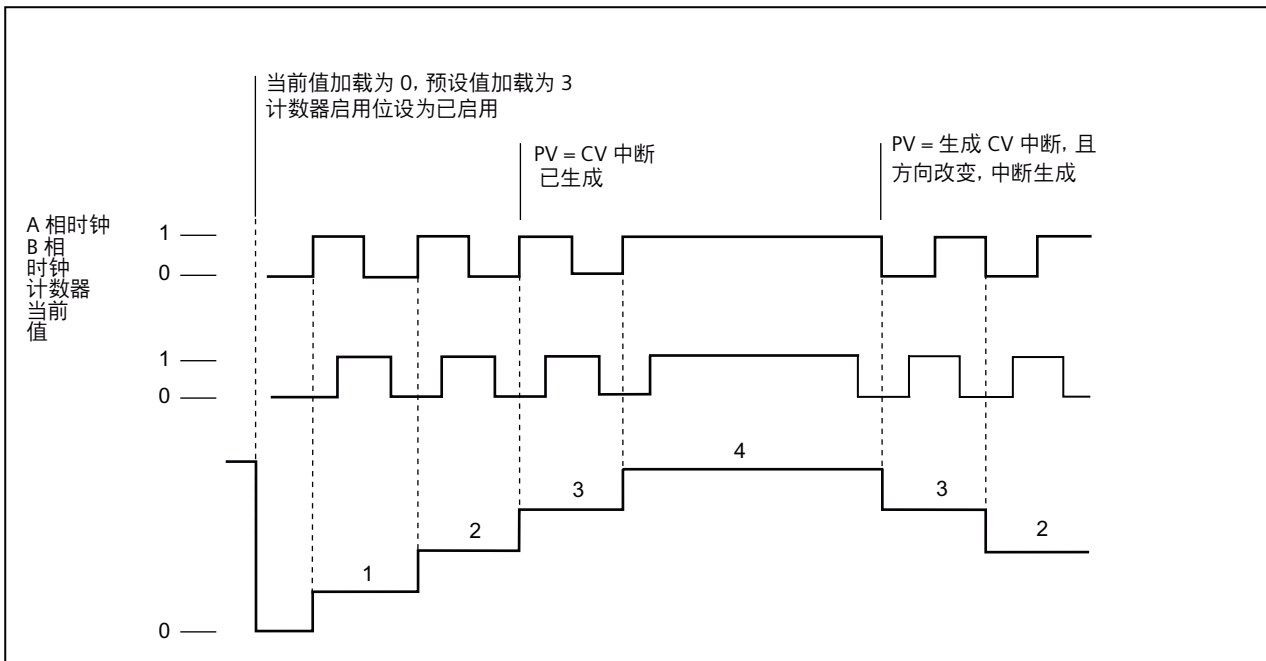 当前值加载为 0, 预设值加载为 3
计数器启用位设为已启用
PV = CV 中断
已生成
PV = 生成 CV 中断, 且
方向改变, 中断生成
A 相时钟
B 相
时钟
计数器
当前
值
1
0
1
0
4
3
3
2
2
1
0